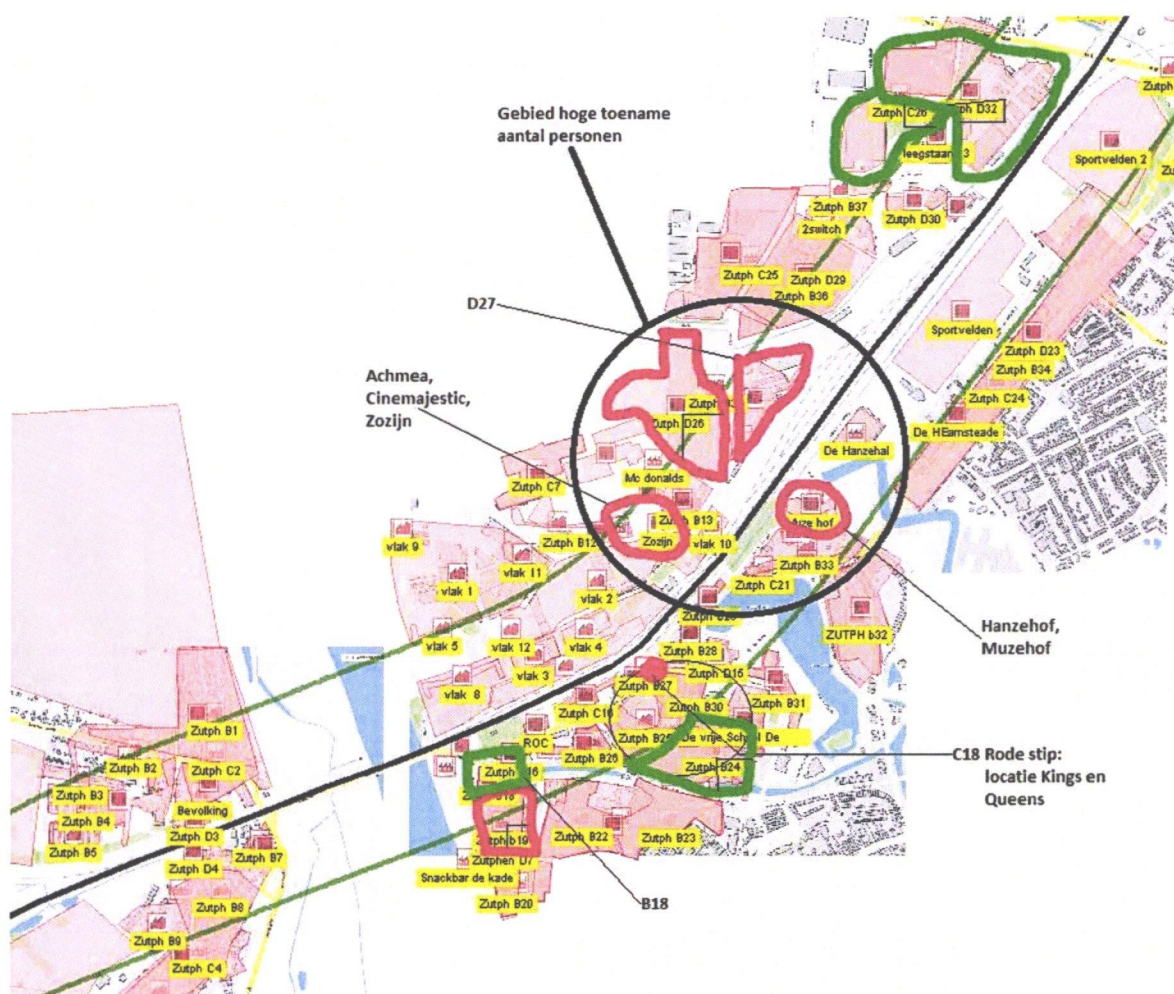 Gebied hoge toename
aantal personen
Zutph C26
ph D32
leegstaand 3
Sportvelden 2
Zutph B37
2switch
Zutph D30
Zutph C25
Zutph D29
Zutph B36
D27
Sportvelden
Zutph D23
Zutph B34
Zutph C24
Achmea,
Cinemajestic,
Zozijn
Zutph D26
De Hanzehal
Mc donalds
Zutph C7
Zutph B13
Zozijn
Zutph B12
vlak 10
vlak 9
vlak 11
vlak 1
vlak 2
Zutph B33
Zutph C21
Hanzehof,
Muzehof
ZUTPH b32
vlak 5
vlak 12
vlak 4
Zutph B28
vlak 3
vlak 8
Zutph D15
Zutph B27
Zutph B30
Zutph B31
Zutph C16
Zutph B1
ROC
De vrije School De
Zutph B26
Zutph B24
C18 Rode stip:
locatie Kings en
Queens
Zutph B2
Zutph C2
Zutph B3
Bevolking
Zutph B4
Zutph D3
Zutph B5
Zutph B7
Zutph D4
Zutph b19
Zutph B22
Zutph B23
Zutphen D7
Snackbar de kade
Zutph B20
B18
Zutph B8
Zutph B9
Zutph C4